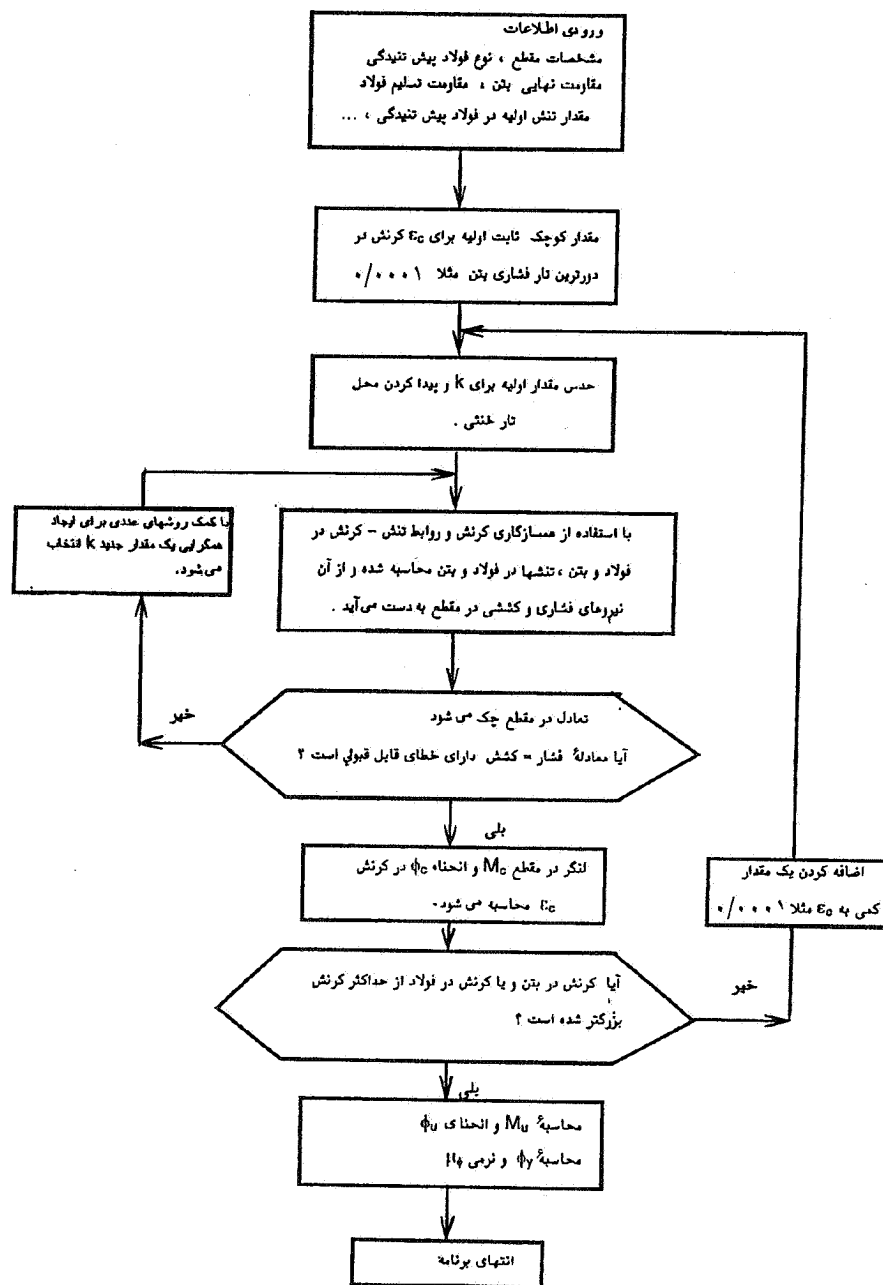 ورودی اطلاعات
مشخصات مقطع ، نوع فولاد پیش تنیدگی
مقاومت نهایی بتن ، مقاومت تسلیم فولاد
مقدار تنش اولیه در فولاد پیش تنیدگی ، ...
مقدار کوچک ثابت اولیه برای εc کرنش در
دورترین تار فشاری بتن مثلا ۰/۰۰۰۱
حدس مقدار اولیه برای k و پیدا کردن محل
تار خنثی .
با کمک روشهای عددی برای ایجاد
همگرایی یک مقدار جدید k انتخاب
می‌شود.
با استفاده از همسازگاری کرنش و روابط تنش - کرنش در
فولاد و بتن ، تنشها در فولاد و بتن محاسبه شده و از آن
نیروهای فشاری و کششی در مقطع به دست می‌آید .
خیر
تعادل در مقطع چک می شود
آیا معادلهٔ فشار = کشش دارای خطای قابل قبولی است ؟
بلی
لنگر در مقطع Mc و انحناء φc در کرنش
εc محاسبه می شود.
اضافه کردن یک مقدار
کمی به εc مثلا ۰/۰۰۰۱
خیر
آیا کرنش در بتن و یا کرنش در فولاد از حداکثر کرنش
بزرگتر شده است ؟
بلی
محاسبهٔ Mu و انحنای φu
محاسبهٔ φy و نرمی μφ
انتهای برنامه